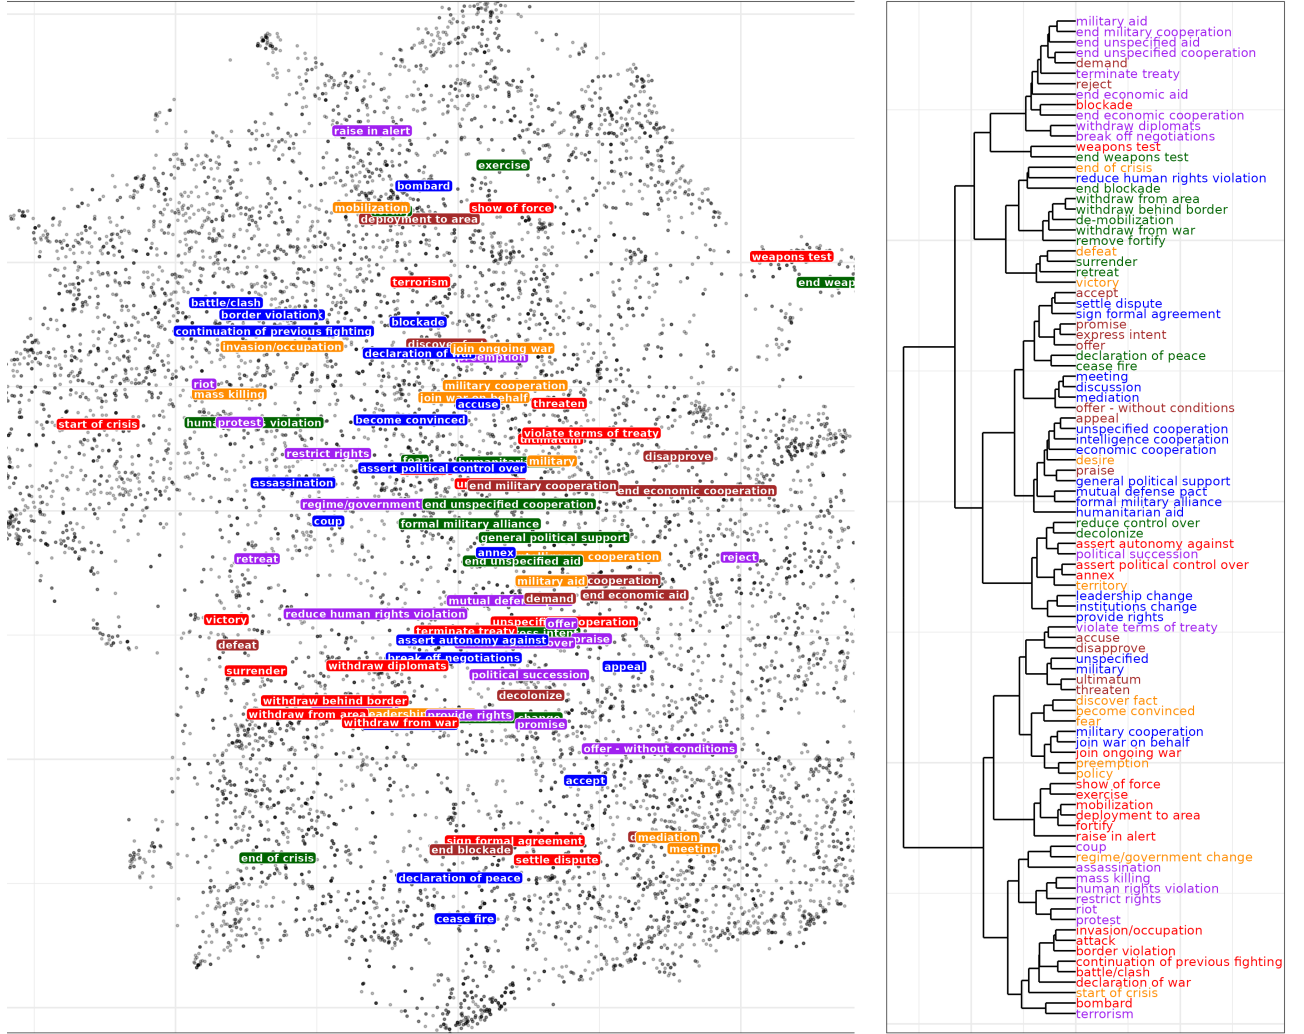 raise in alert
exercise
bombard
mobilization
show of force
deployment to area
weapons test
terrorism
end weap
battle/clash
border violation
blockade
continuation of previous fighting
invasion/occupation
join ongoing war
declaration of
riot
military cooperation
mass killing
join war on behalf
accuse
threaten
start of crisis
protest
violation
become convinced
violate terms of treaty
restrict rights
fear
military
disapprove
assert political control over
assassination
end military cooperation
end economic cooperation
regime/government
end unspecified cooperation
coup
formal military alliance
general political support
annex
cooperation
retreat
end unspecified aid
reject
military aid
cooperation
end economic aid
demand
reduce human rights violation
victory
offer
terminate treaty
assert autonomy against
praise
defeat
break off negotiations
withdraw diplomats
appeal
surrender
political succession
decolonize
withdraw behind border
withdraw from area
provide rights
withdraw from war
promise
offer - without conditions
accept
sign formal agreement
mediation
end blockade
meeting
end of crisis
settle dispute
declaration of peace
cease fire
military aid
end military cooperation
end unspecified aid
end unspecified cooperation
demand
terminate treaty
reject
end economic aid
blockade
end economic cooperation
withdraw diplomats
break off negotiations
weapons test
end weapons test
end of crisis
reduce human rights violation
end blockade
withdraw from area
withdraw behind border
de-mobilization
withdraw from war
remove fortify
defeat
surrender
retreat
victory
accept
settle dispute
sign formal agreement
promise
express intent
offer
declaration of peace
cease fire
meeting
discussion
mediation
offer - without conditions
appeal
unspecified cooperation
intelligence cooperation
economic cooperation
desire
praise
general political support
mutual defense pact
formal military alliance
humanitarian aid
reduce control over
decolonize
assert autonomy against
political succession
assert political control over
annex
territory
leadership change
institutions change
provide rights
violate terms of treaty
accuse
disapprove
unspecified
military
ultimatum
threaten
discover fact
become convinced
fear
military cooperation
join war on behalf
join ongoing war
preemption
policy
show of force
exercise
mobilization
deployment to area
fortify
raise in alert
coup
regime/government change
assassination
mass killing
human rights violation
restrict rights
riot
protest
invasion/occupation
attack
border violation
continuation of previous fighting
battle/clash
declaration of war
start of crisis
bombard
terrorism